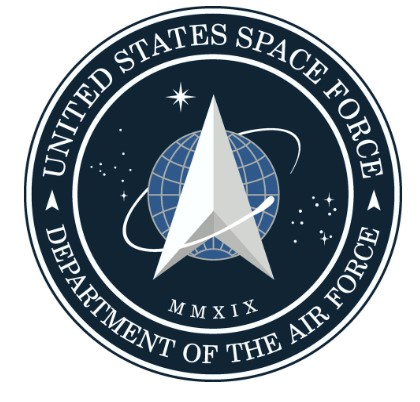 UNITED STATES SPACE FORCE
MMXIX
DEPARTMENT OF THE AIR FORCE